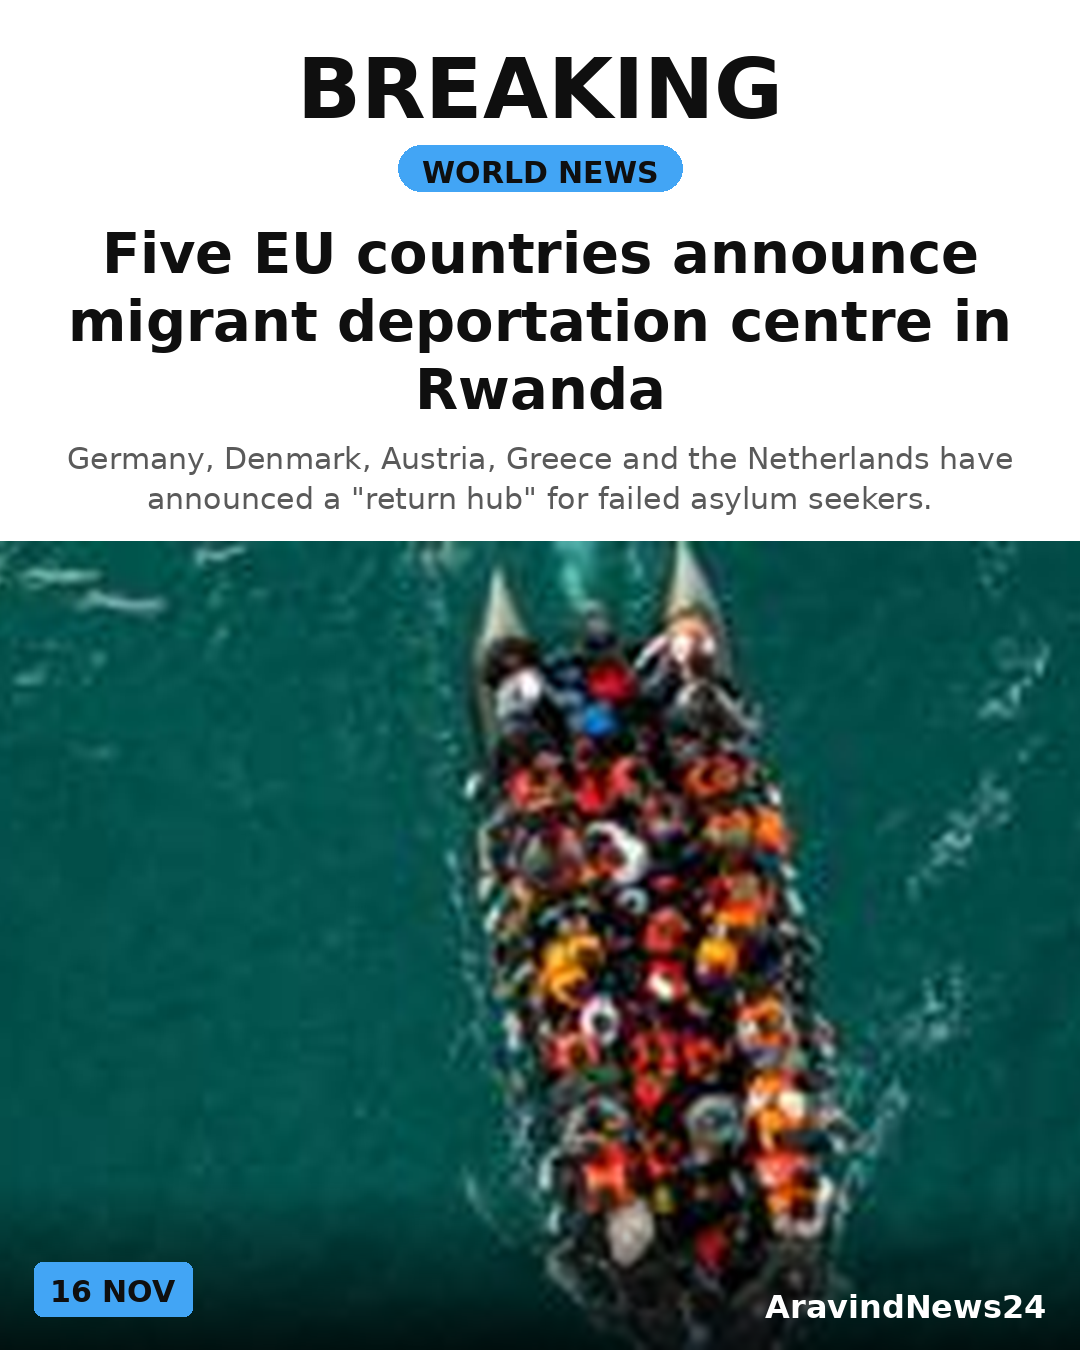 BREAKING
WORLD NEWS
Five EU countries announce
migrant deportation centre in
Rwanda
Germany, Denmark, Austria, Greece and the Netherlands have
announced a "return hub" for failed asylum seekers.
16 NOV
AravindNews24